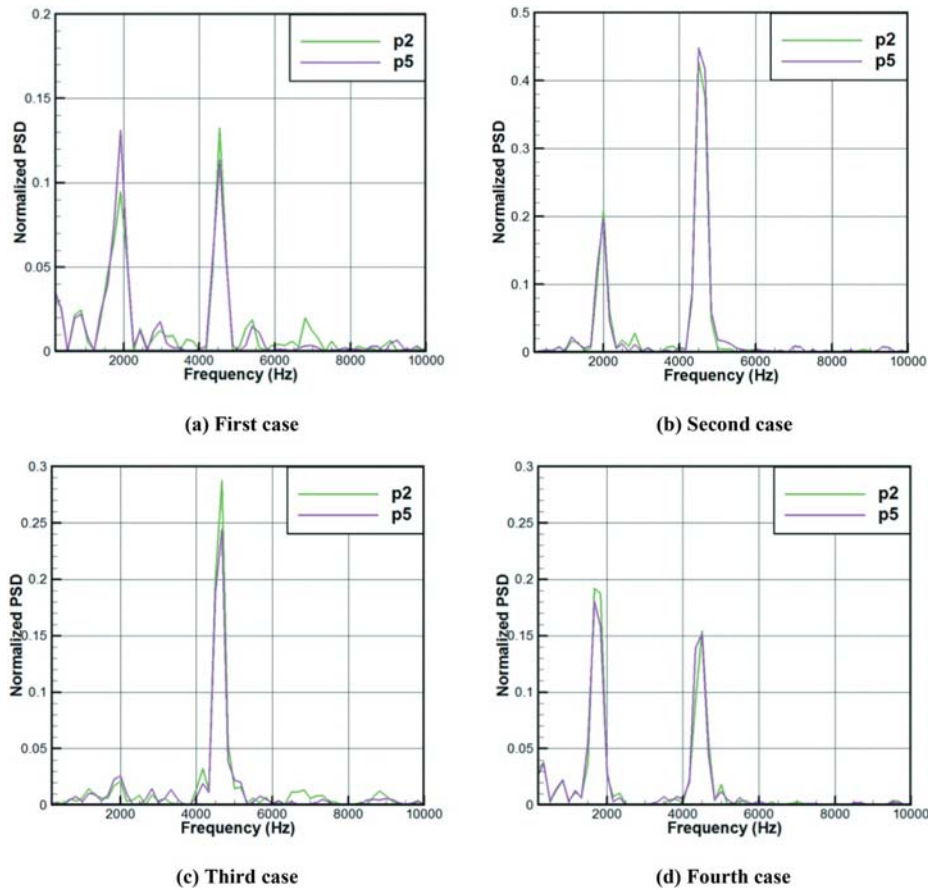 0.2
0.15
0.1
0.05
0
Normalized PSD
p2
p5
2000 4000 6000 8000 10000
Frequency (Hz)
(a) First case
0.5
0.4
0.3
0.2
0.1
0
Normalized PSD
p2
p5
2000 4000 6000 8000 10000
Frequency (Hz)
(b) Second case
0.3
0.25
0.2
0.15
0.1
0.05
0
Normalized PSD
p2
p5
2000 4000 6000 8000 10000
Frequency (Hz)
(c) Third case
0.3
0.25
0.2
0.15
0.1
0.05
0
Normalized PSD
p2
p5
2000 4000 6000 8000 10000
Frequency (Hz)
(d) Fourth case